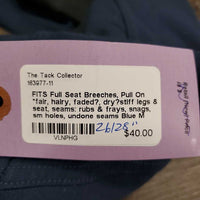 The Tack Collector
163977-11
FITS Full Seat Breeches, Pull On
*fair, hairy, faded?, dry?stiff legs &
seat, seams: rubs & frays, snags,
sm holes, undone seams Blue M
26/28"
$40.00
VLNPHG